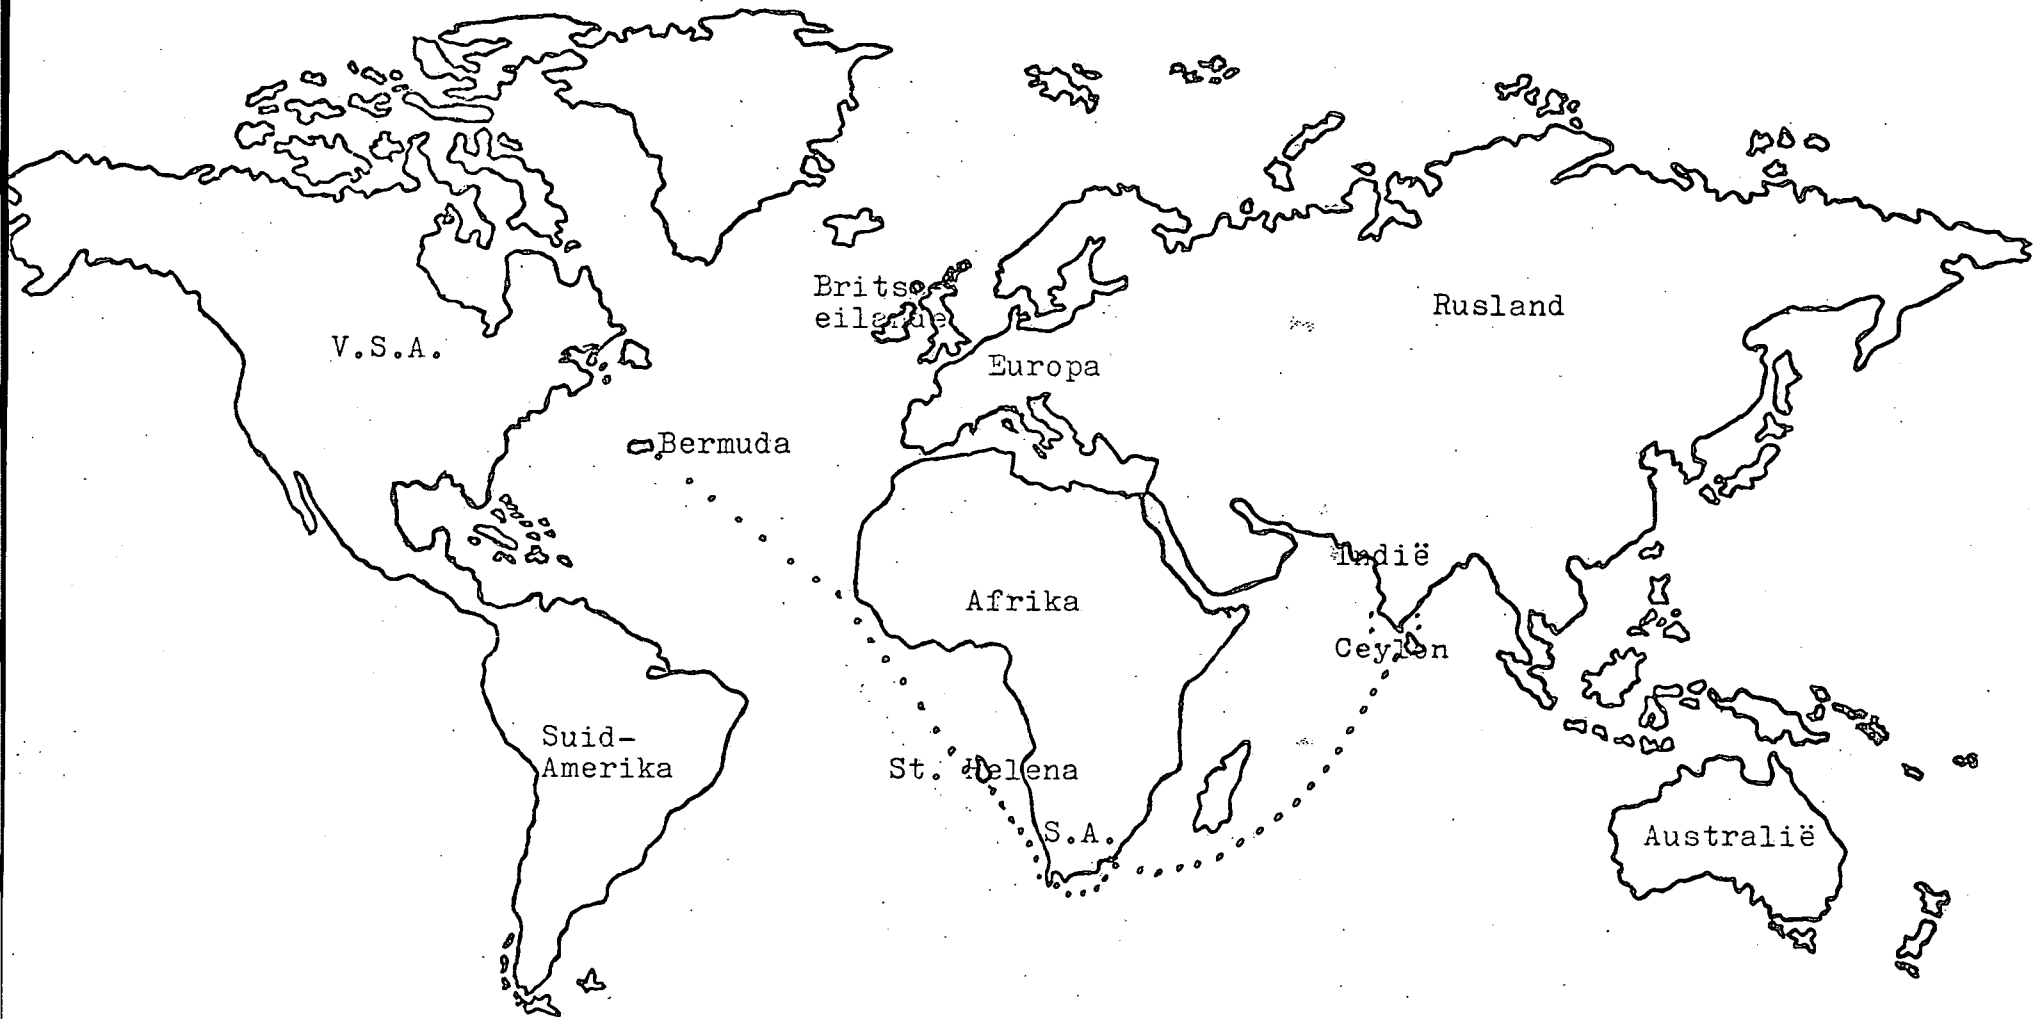 Britse
eilande
Rusland
V.S.A.
Europa
Bermuda
Indië
Afrika
Ceylon
Suid-
Amerika
St. Helena
S.A.
Australië